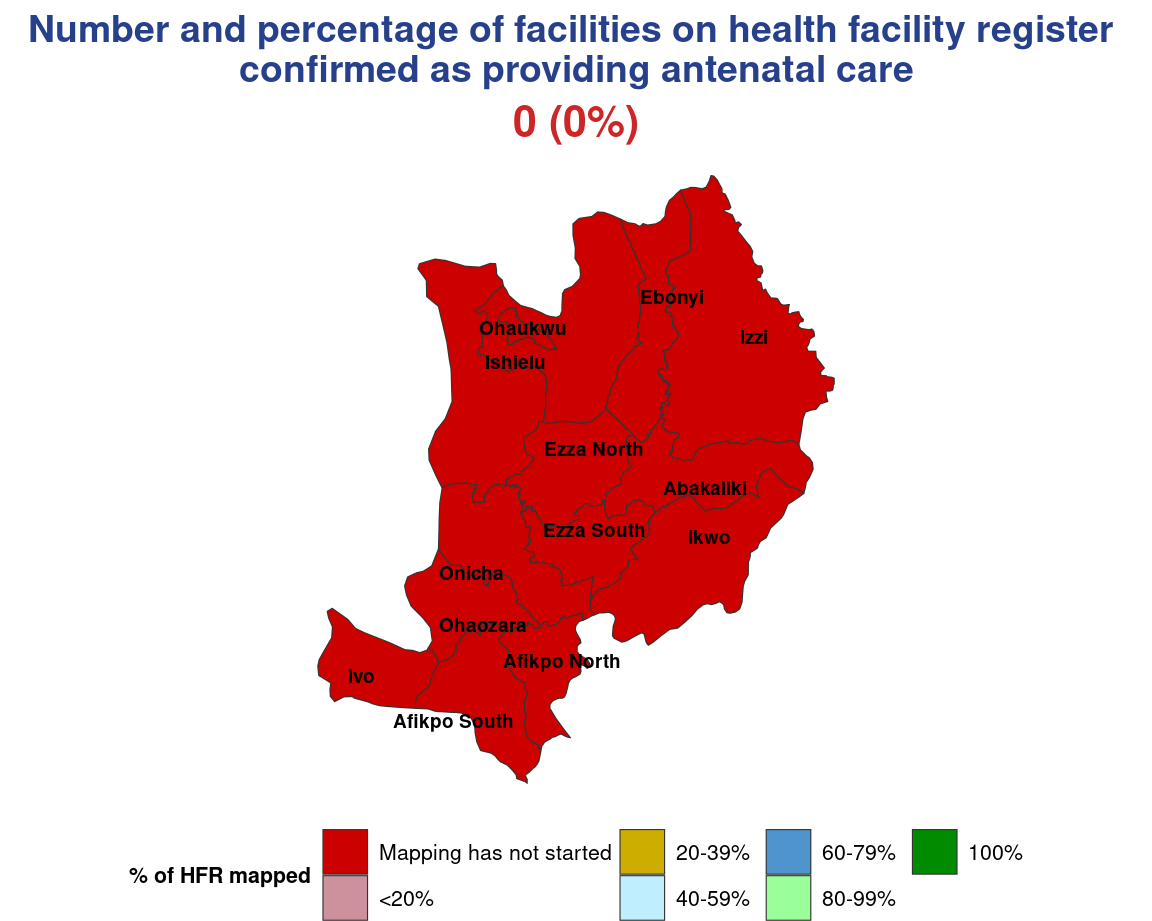 Number and percentage of facilities on health facility register
confirmed as providing antenatal care
0 (0%)
Ebonyi
Izzi
Ohaukwu
Ishielu
Ezza North
Abakaliki
Ezza South
Ikwo
Onicha
Ohaozara
Afikpo North
Ivo
Afikpo South
% of HFR mapped
Mapping has not started
<20%
20-39%
40-59%
60-79%
80-99%
100%